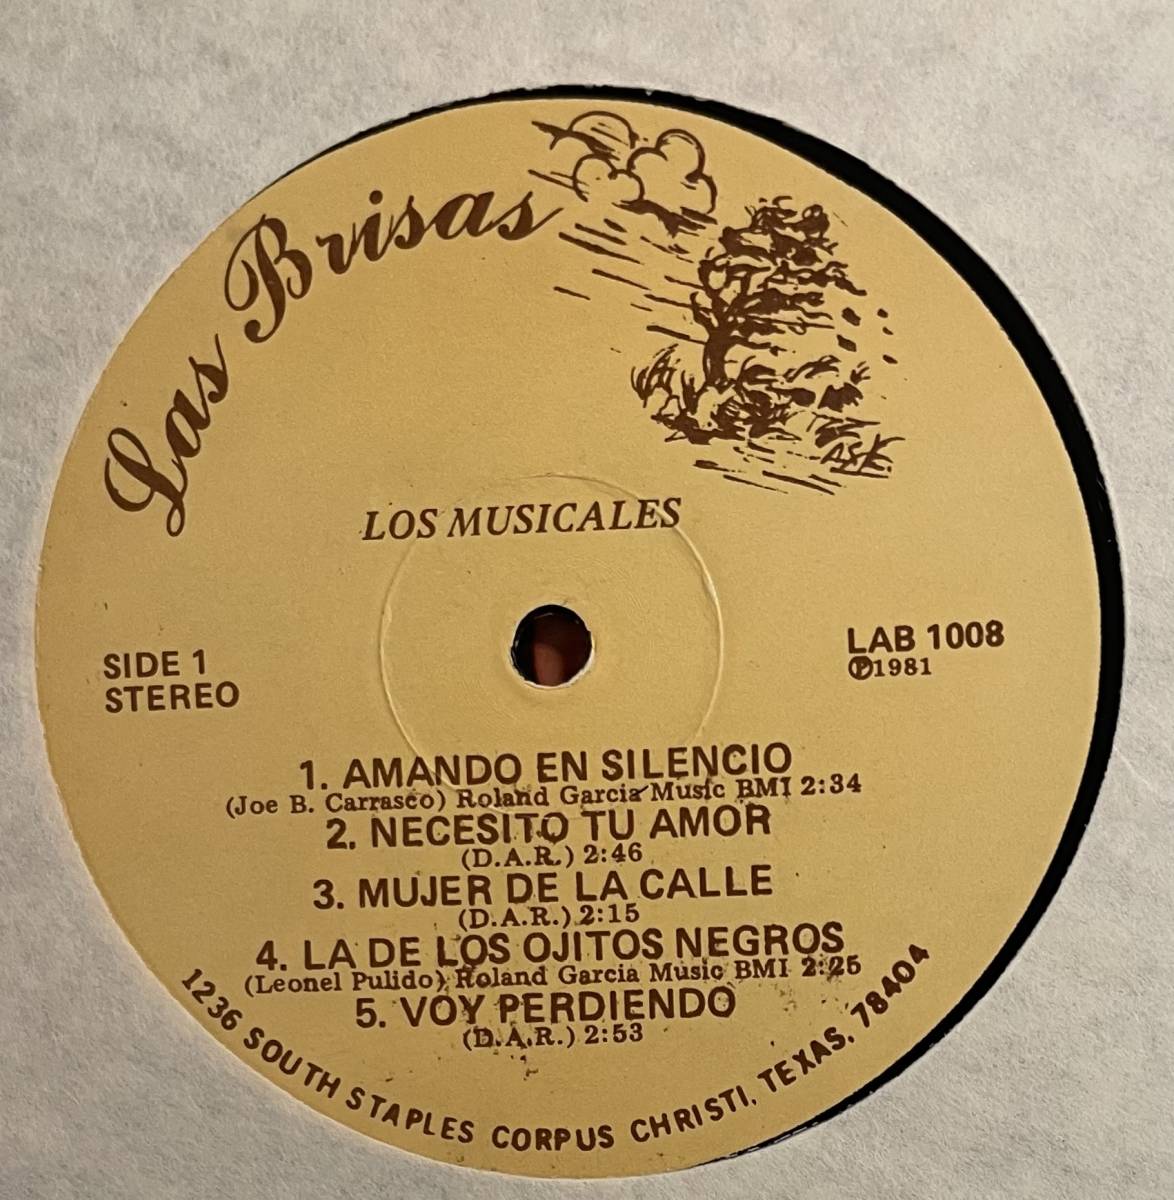 Las Brisas
ASK.
LOS MUSICALES
SIDE 1
STEREO
LAB 1008
Ⓟ1981
1. AMANDO EN SILENCIO
(Joe B. Carrasco) Roland Garcia Music BMI 2:34
2. NECESITO TU AMOR
(D.A.R.) 2:46
3. MUJER DE LA CALLE
(D.A.R.) 2:15
4. LA DE LOS OJITOS NEGROS
(Leonel Pulido) Roland Garcia Music BMI 2:25
5. VOY PERDIENDO
(D.A.R.) 2:53
1236 SOUTH STAPLES CORPUS CHRISTI, TEXAS, 78404